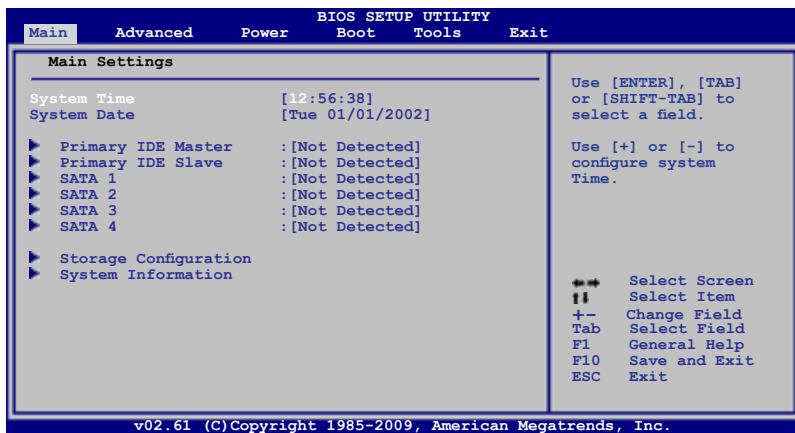 BIOS SETUP UTILITY
Main Advanced Power Boot Tools Exit
Main Settings
System Time [12:56:38]
System Date [Tue 01/01/2002]
Primary IDE Master :[Not Detected]
Primary IDE Slave :[Not Detected]
SATA 1 :[Not Detected]
SATA 2 :[Not Detected]
SATA 3 :[Not Detected]
SATA 4 :[Not Detected]
Storage Configuration
System Information
Use [ENTER], [TAB]
or [SHIFT-TAB] to
select a field.
Use [+] or [-] to
configure system
Time.
←→ Select Screen
↑↓ Select Item
+- Change Field
Tab Select Field
F1 General Help
F10 Save and Exit
ESC Exit
v02.61 (C)Copyright 1985-2009, American Megatrends, Inc.